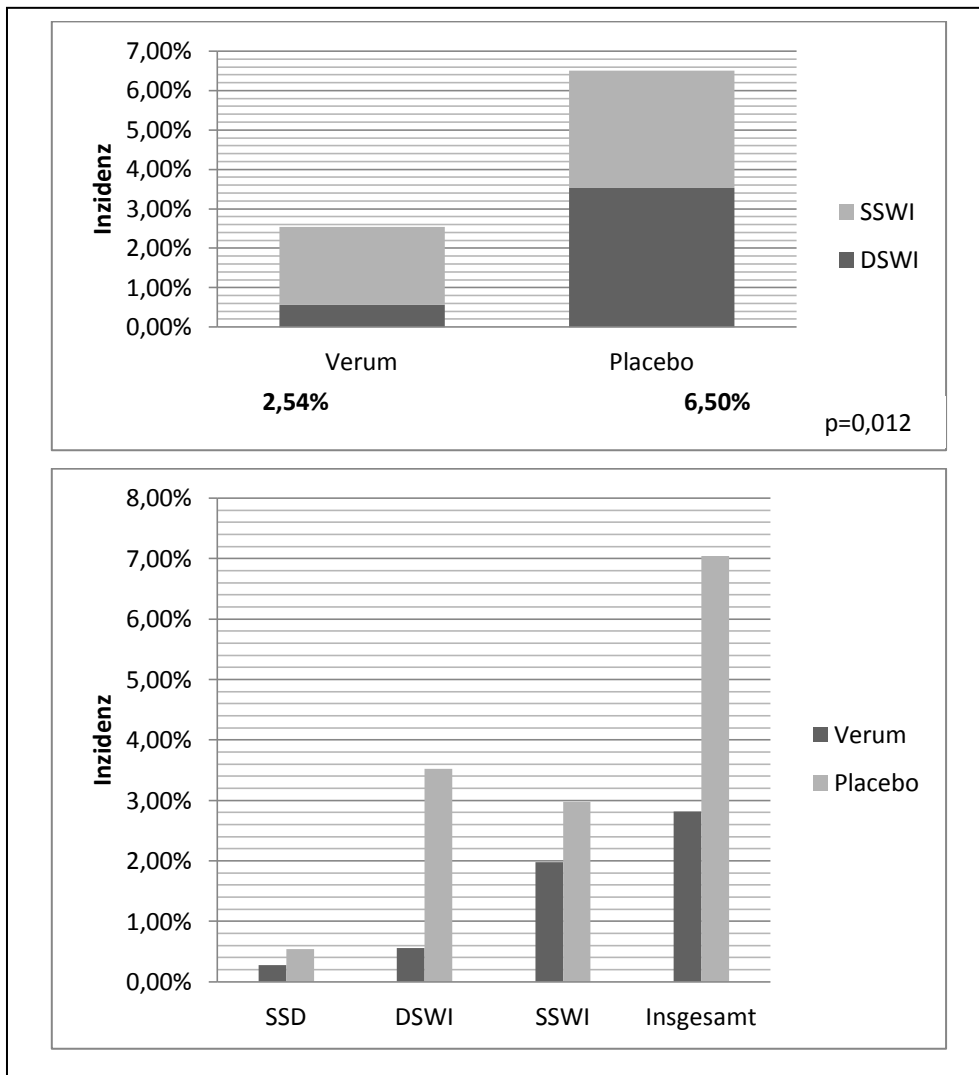 7,00%
6,00%
5,00%
4,00%
3,00%
2,00%
1,00%
0,00%
Inzidenz
SSWI
DSWI
Verum Placebo
2,54% 6,50%
p=0,012
8,00%
7,00%
6,00%
5,00%
4,00%
3,00%
2,00%
1,00%
0,00%
Inzidenz
Verum
Placebo
SSD DSWI SSWI Insgesamt